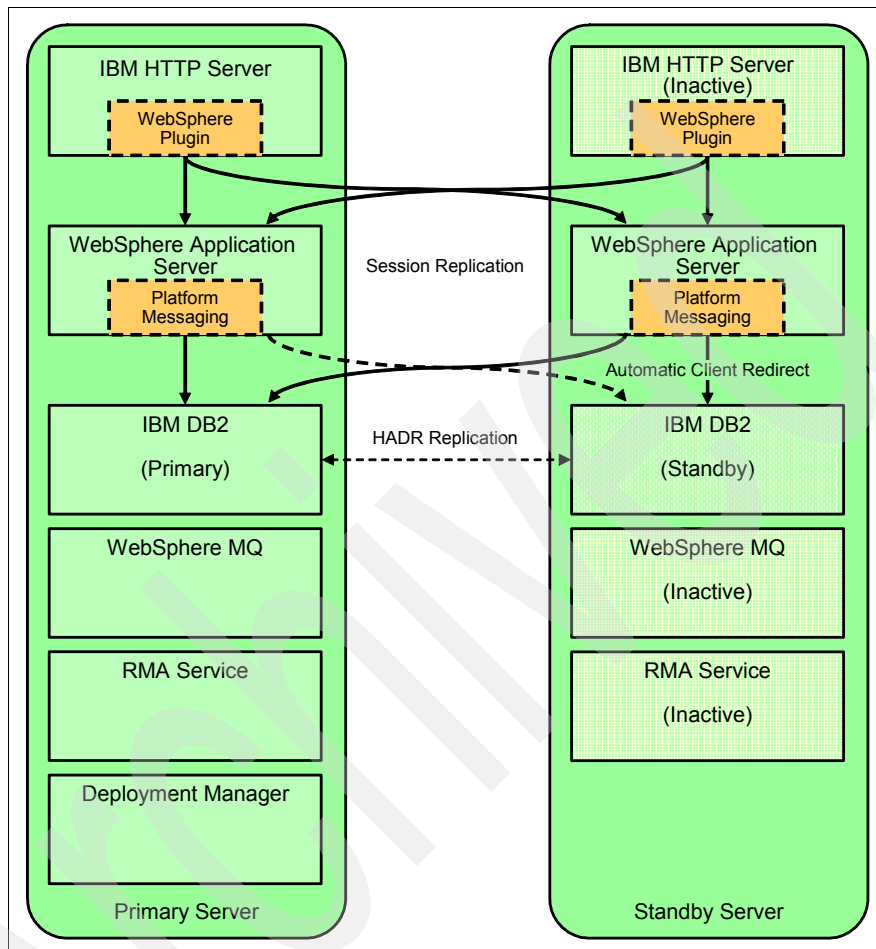 IBM HTTP Server
WebSphere
Plugin
WebSphere Application
Server
Platform
Messaging
IBM DB2
(Primary)
WebSphere MQ
RMA Service
Deployment Manager
Primary Server
Session Replication
Automatic Client Redirect
HADR Replication
IBM HTTP Server
(Inactive)
WebSphere
Plugin
WebSphere Application
Server
Platform
Messaging
IBM DB2
(Standby)
WebSphere MQ
(Inactive)
RMA Service
(Inactive)
Standby Server